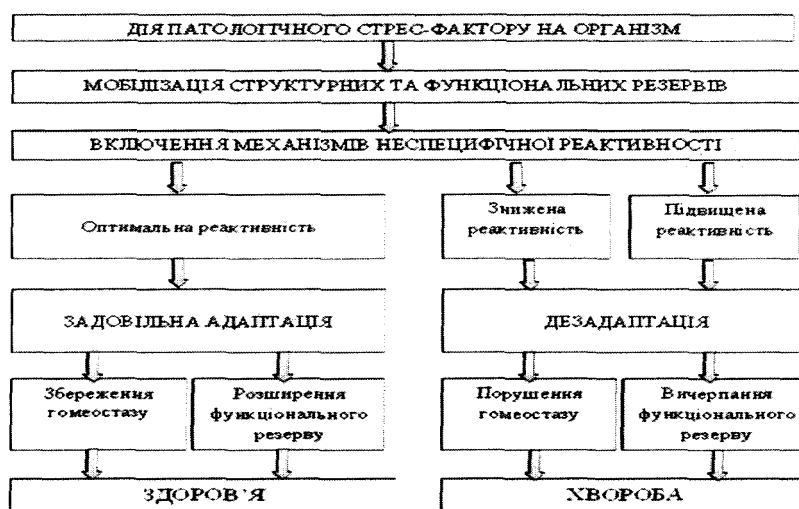 ДІЯ ПАТОЛОГІЧНОГО СТРЕС-ФАКТОРУ НА ОРГАНІЗМ
МОБІЛІЗАЦІЯ СТРУКТУРНИХ ТА ФУНКЦІОНАЛЬНИХ РЕЗЕРВІВ
ВКЛЮЧЕННЯ МЕХАНІЗМІВ НЕСПЕЦИФІЧНОЇ РЕАКТИВНОСТІ
Оптимальна реактивність
Знижена
реактивність
Підвищена
реактивність
ЗАДОВІЛЬНА АДАПТАЦІЯ
ДЕЗАДАПТАЦІЯ
Збереження
гомеостазу
Розширення
функціонального
резерву
Порушення
гомеостазу
Вичерпання
функціонального
резерву
ЗДОРОВ'Я
ХВОРОБА